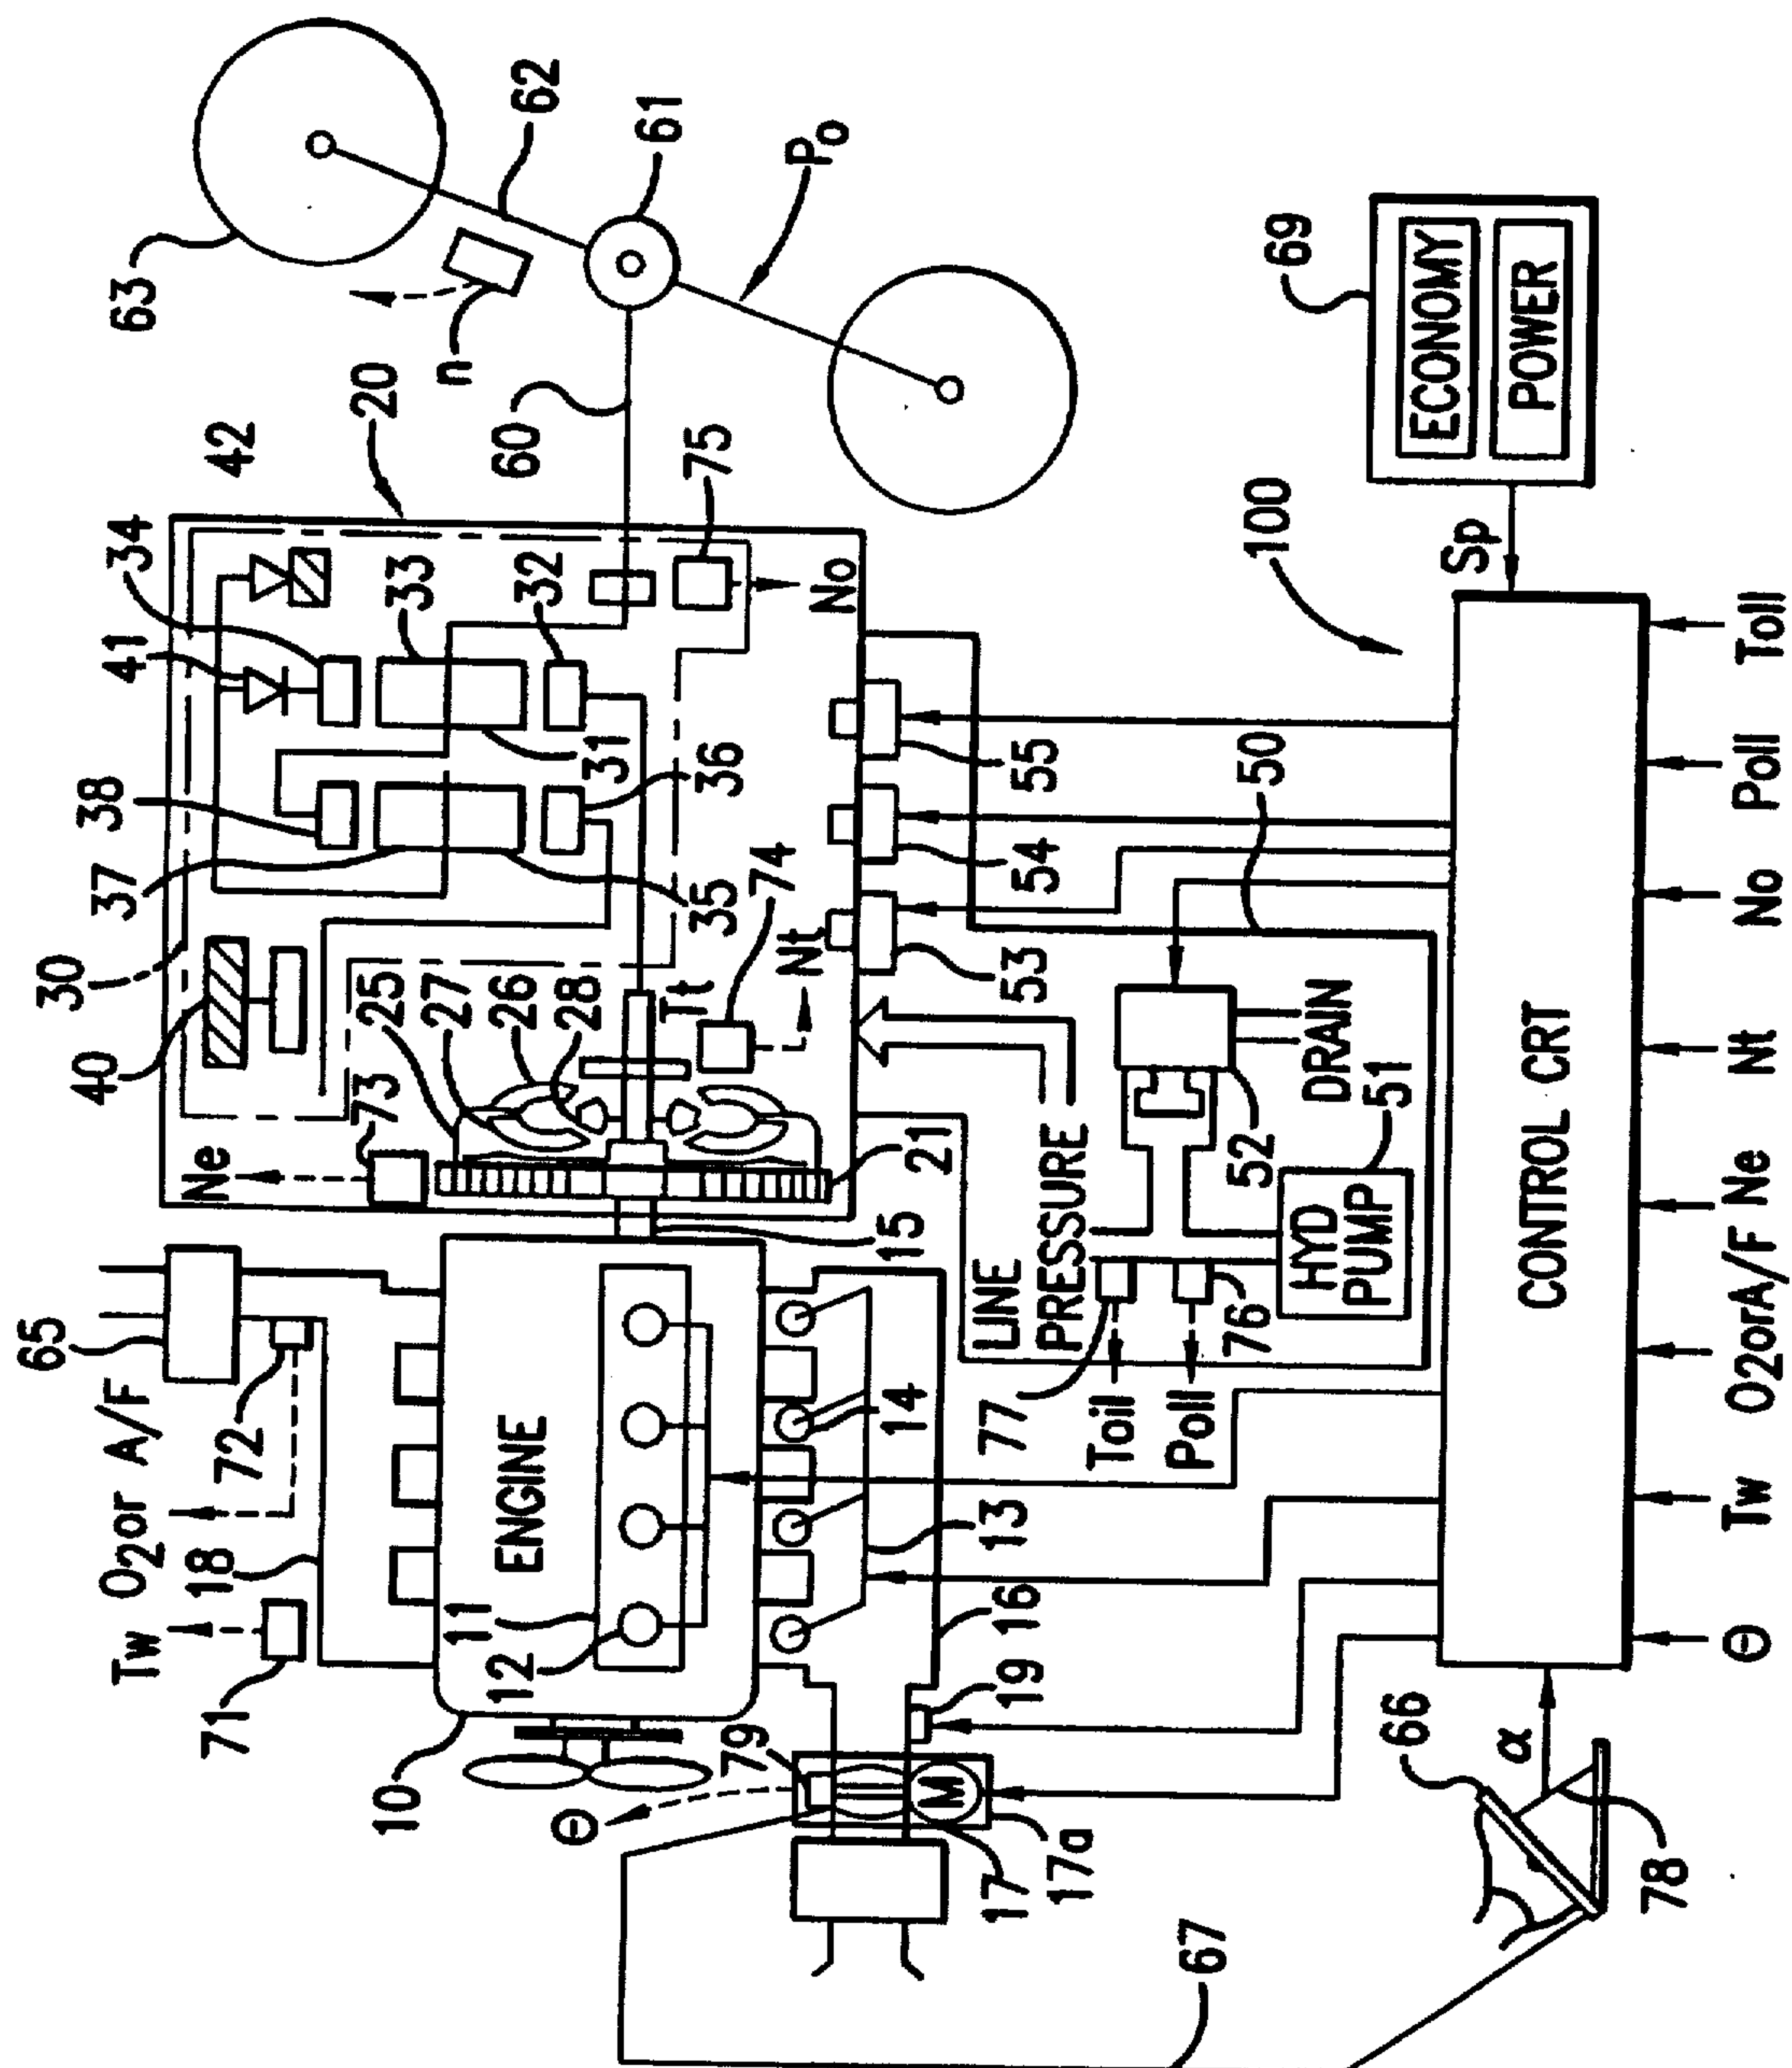 65
O2or A/F
Tw
18
72
71
10
ENGINE
11
12
79
Θ
M
17
17a
19
16
13
14
15
67
66
α
78
Ne
73
40
30
25
27
26
28
Tt
74
Nt
21
37
38
35
36
31
41
34
33
32
42
20
60
75
No
63
n
62
61
Po
53
54
55
50
LINE
PRESSURE
DRAIN
52
51
HYD
PUMP
77
76
Toil
Poll
100
Sp
69
ECONOMY
POWER
CONTROL CRT
Θ
Tw
O2orA/F
Ne
Nt
No
Poll
Toll